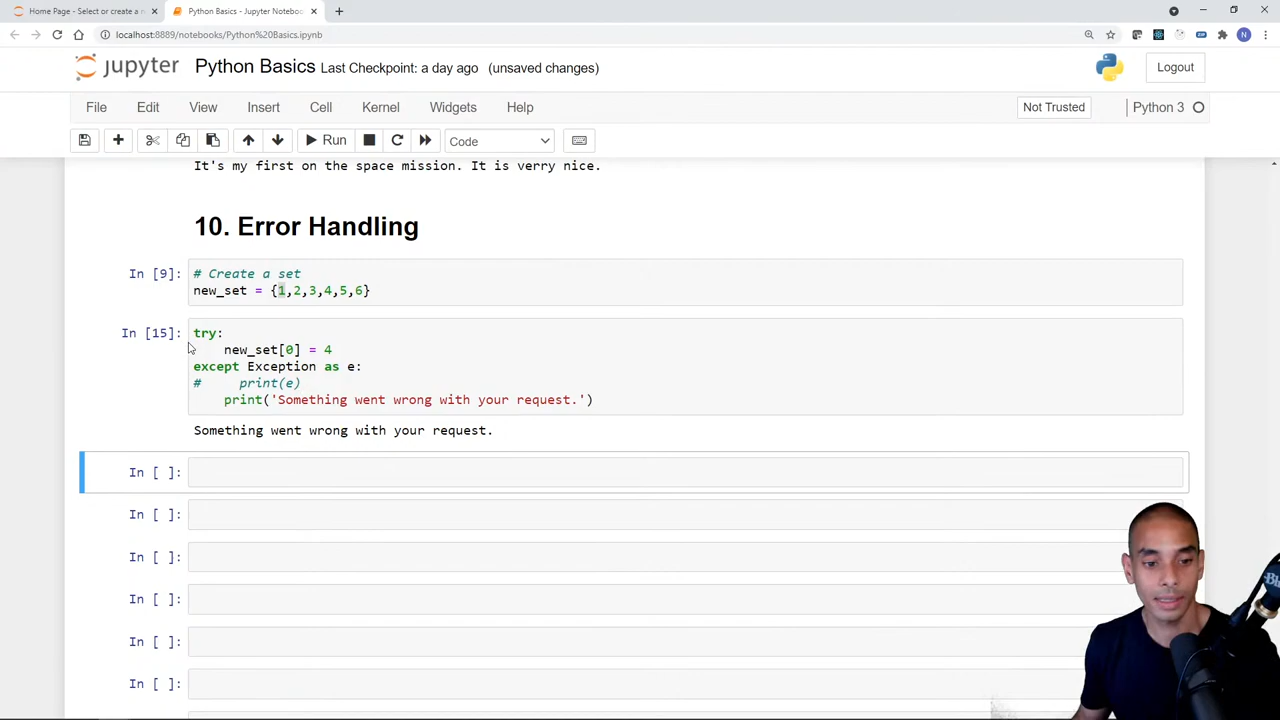 Home Page - Select or create a n
Python Basics - Jupyter Noteboo
localhost:8889/notebooks/Python%20Basics.ipynb
N
jupyter Python Basics Last Checkpoint: a day ago (unsaved changes)
Logout
File Edit View Insert Cell Kernel Widgets Help
Not Trusted
Python 3
Run
Code
It's my first on the space mission. It is verry nice.
10. Error Handling
In [9]:
# Create a set
new_set = {1,2,3,4,5,6}
In [15]:
try:
new_set[0] = 4
except Exception as e:
# print(e)
print('Something went wrong with your request.')
Something went wrong with your request.
In [ ]:
In [ ]:
In [ ]:
In [ ]:
In [ ]:
In [ ]: